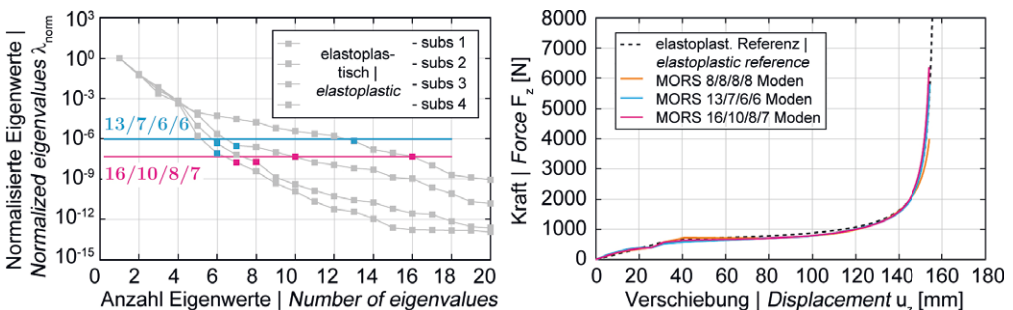 Normalisierte Eigenwerte |
Normalized eigenvalues λnorm
10^3
10^0
10^-3
10^-6
10^-9
10^-12
10^-15
13/7/6/6
16/10/8/7
elastoplas-
tisch |
elastoplastic
- subs 1
- subs 2
- subs 3
- subs 4
0 2 4 6 8 10 12 14 16 18 20
Anzahl Eigenwerte | Number of eigenvalues
Kraft | Force F_z [N]
8000
7000
6000
5000
4000
3000
2000
1000
0
elastoplast. Referenz |
elastoplastic reference
MORS 8/8/8/8 Moden
MORS 13/7/6/6 Moden
MORS 16/10/8/7 Moden
0 20 40 60 80 100 120 140 160 180
Verschiebung | Displacement u_z [mm]